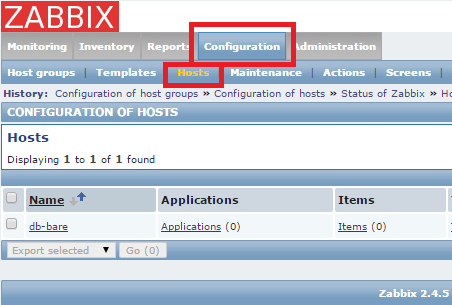 ZABBIX
Monitoring Inventory Reports Configuration Administration
Host groups | Templates | Hosts | Maintenance | Actions | Screens |
History: Configuration of host groups » Configuration of hosts » Status of Zabbix »
CONFIGURATION OF HOSTS
Hosts
Displaying 1 to 1 of 1 found
Name Applications Items
db-bare Applications (0) Items (0)
Export selected Go (0)
Zabbix 2.4.5